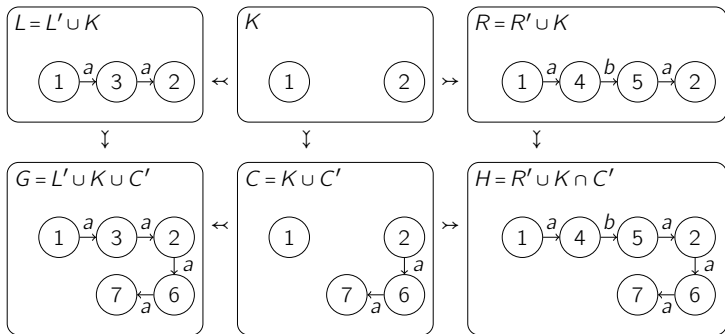 L = L′ ∪ K
K
R = R′ ∪ K
1 a 3 a 2
1 2
1 a 4 b 5 a 2
G = L′ ∪ K ∪ C′
C = K ∪ C′
H = R′ ∪ K ∩ C′
1 a 3 a 2
1 2
1 a 4 b 5 a 2
a
a
a
7 a 6
7 a 6
7 a 6